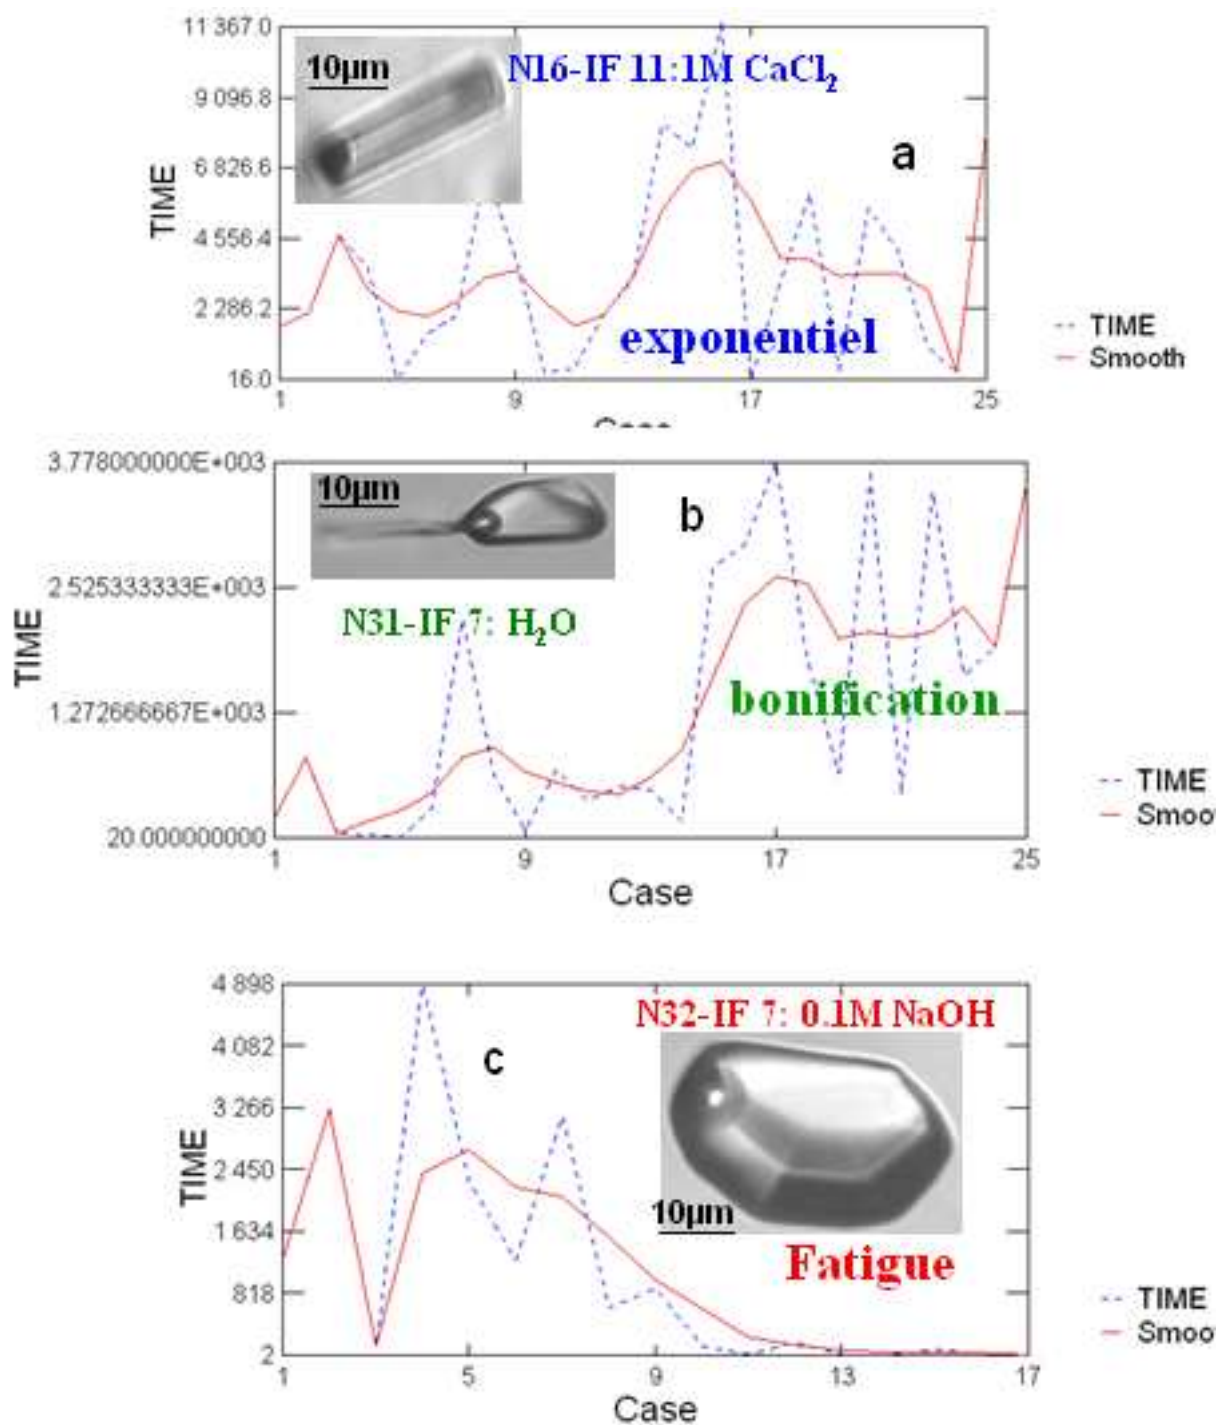 11 367.0
9 096.8
6 826.6
4 556.4
2 286.2
16.0
TIME
10µm
N16-IF 11:1M CaCl₂
a
exponentiel
1
9
17
25
Case
TIME
Smooth
3.778000000E+003
2.525333333E+003
1.272666667E+003
20.000000000
TIME
10µm
b
N31-IF 7: H₂O
bonification
1
9
17
25
Case
TIME
Smoot
4 898
4 082
3 266
2 450
1 634
818
2
TIME
c
N32-IF 7: 0.1M NaOH
10µm
Fatigue
1
5
9
13
17
Case
TIME
Smoot